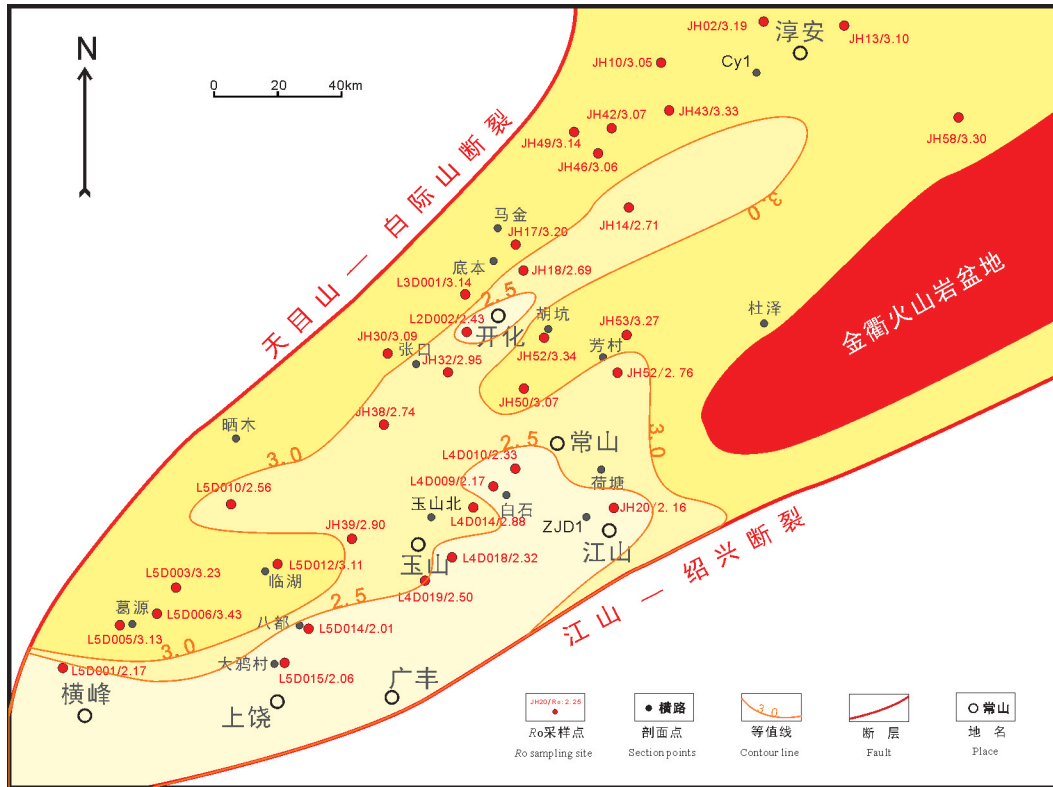 N
0 20 40km
JH02/3.19
JH13/3.10
淳安
Cy1
JH10/3.05
JH43/3.33
JH42/3.07
JH49/3.14
JH46/3.06
JH58/3.30
天目山—白际山断裂
3.0
JH14/2.71
马金
JH17/3.20
底本
JH18/2.69
L3D001/3.14
2.5
L2D002/2.43
开化
胡坑
杜泽
金衢火山岩盆地
JH30/3.09
张口
JH32/2.95
JH52/3.34
JH53/3.27
芳村
JH52/2.76
JH50/3.07
JH38/2.74
晒木
3.0
2.5
常山
3.0
L4D010/2.33
L4D009/2.17
白石
荷塘
L5D010/2.56
玉山北
L4D014/2.88
JH20/2.16
ZJD1
江山
JH39/2.90
玉山
L4D018/2.32
L4D019/2.50
江山—绍兴断裂
L5D012/3.11
临湖
L5D003/3.23
2.5
葛源
L5D006/3.43
L5D005/3.13
八都
L5D014/2.01
3.0
大鸦村
L5D015/2.06
L5D001/2.17
横峰
上饶
广丰
JH20/Ro:2.25
横路
3.0
常山
Ro采样点
剖面点
等值线
断层
地名
Ro sampling site
Section points
Contour line
Fault
Place